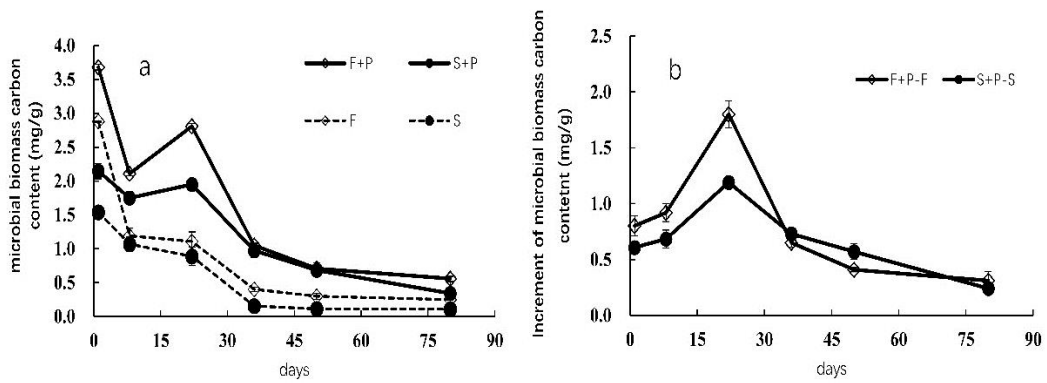 microbial biomass carbon
content (mg/g)
4.0
3.5
3.0
2.5
2.0
1.5
1.0
0.5
0.0
a
F+P
S+P
F
S
0 15 30 45 60 75 90
days
Increment of microbial biomass carbon
contetnt (mg/g)
2.5
2.0
1.5
1.0
0.5
0.0
b
F+P-F
S+P-S
0 15 30 45 60 75 90
days